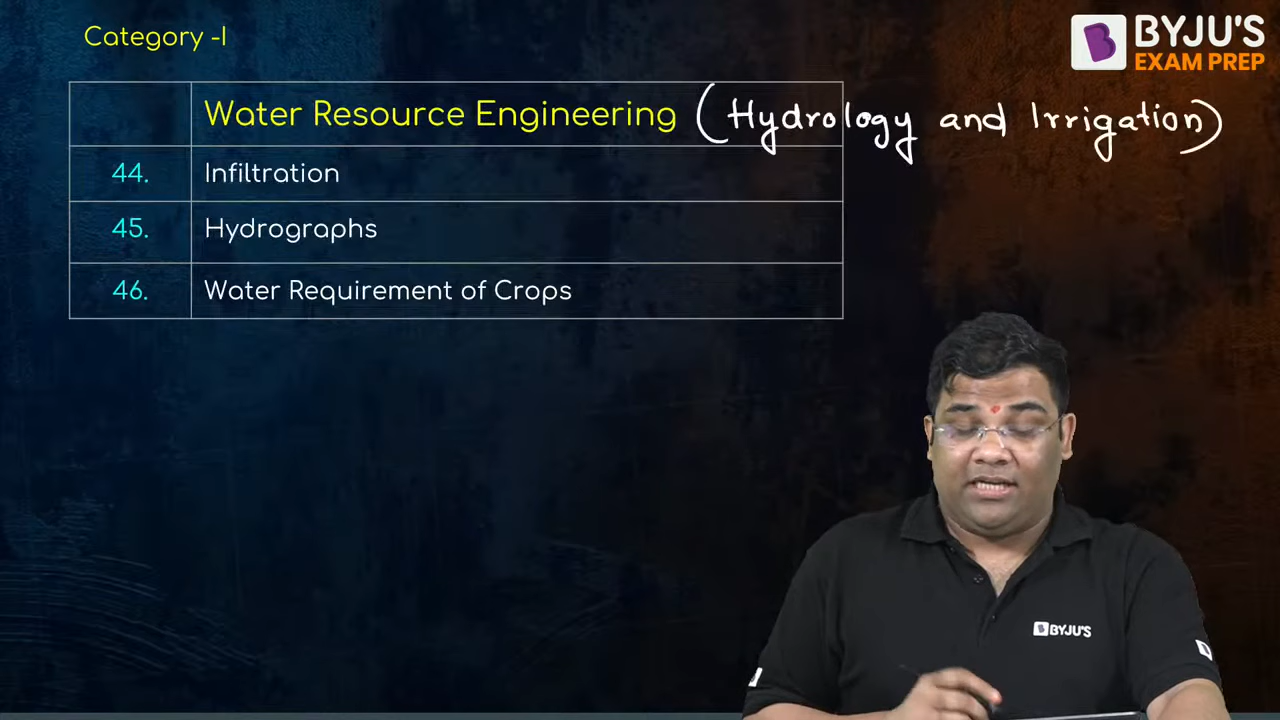 Category -I
BYJU'S
EXAM PREP
Water Resource Engineering (Hydrology and Irrigation)
44. Infiltration
45. Hydrographs
46. Water Requirement of Crops
BYJU'S